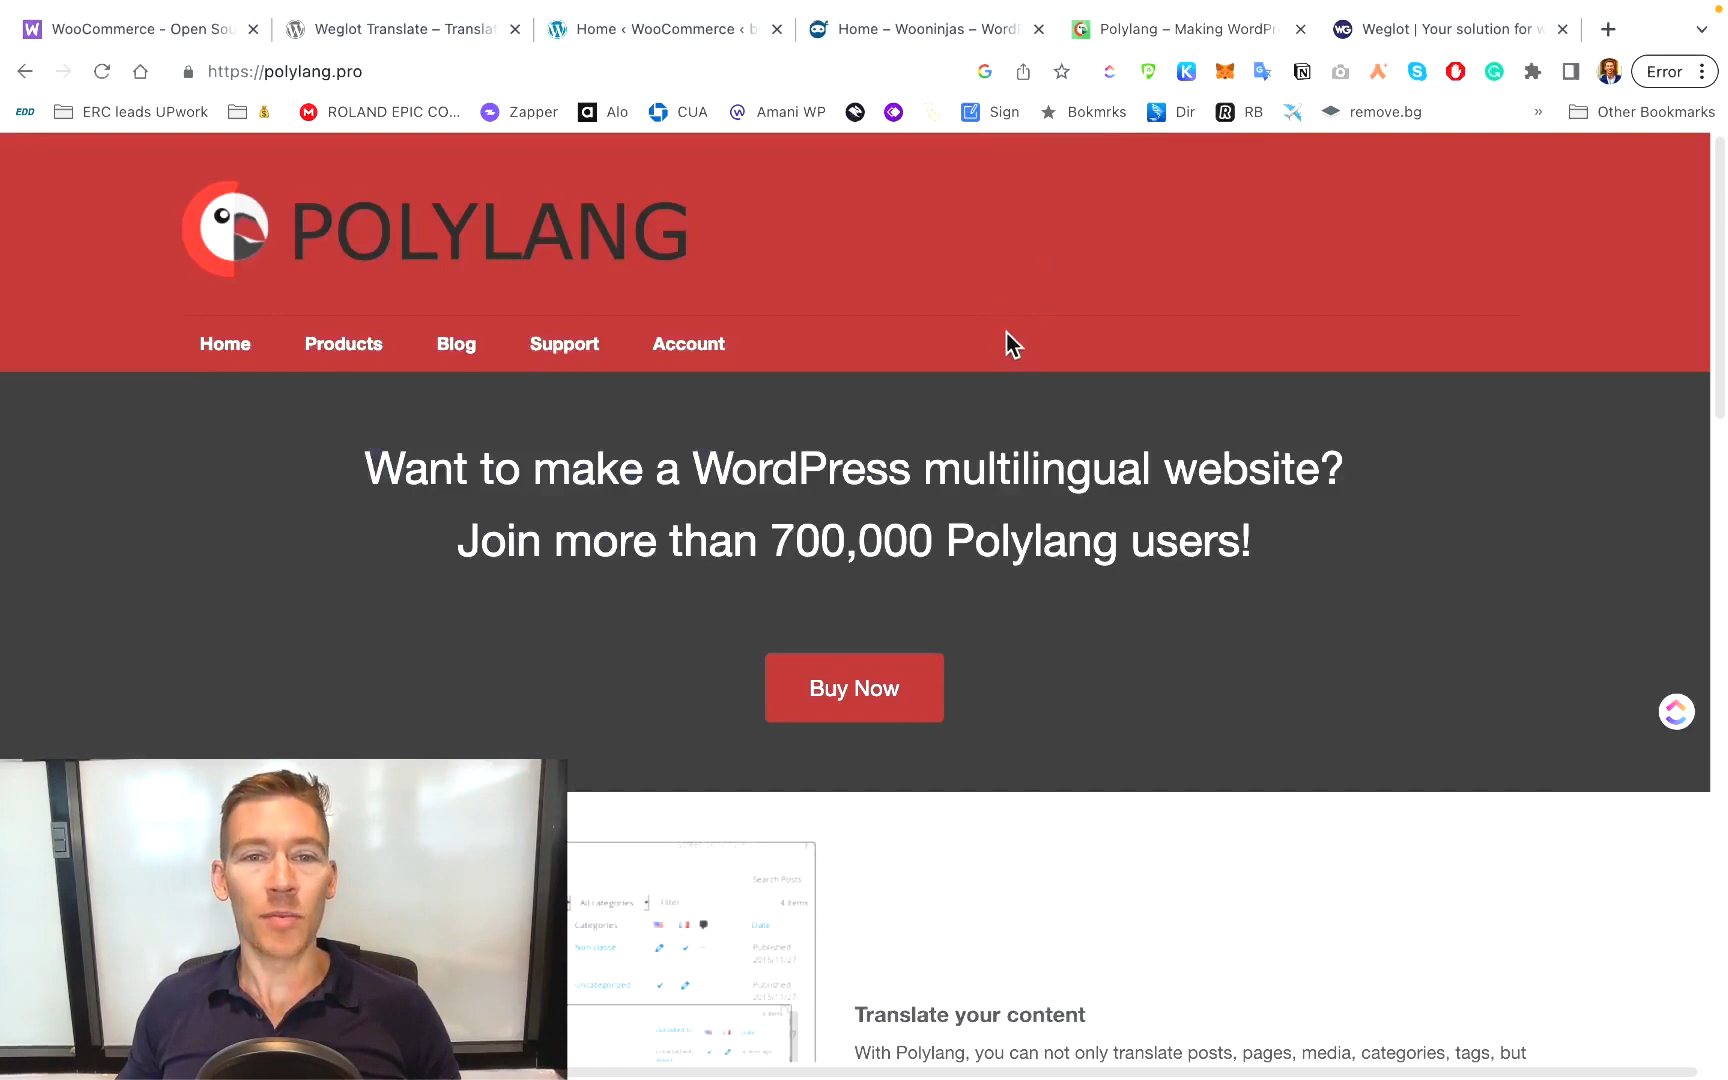 WooCommerce - Open Sou
Weglot Translate – Translat
Home ‹ WooCommerce ‹ b
Home – Wooninjas – WordP
Polylang – Making WordPr
Weglot | Your solution for w
https://polylang.pro
Error
EDD
ERC leads UPwork
ROLAND EPIC CO...
Zapper
Alo
CUA
Amani WP
Sign
Bokmrks
Dir
RB
remove.bg
»
Other Bookmarks
POLYLANG
Home
Products
Blog
Support
Account
Want to make a WordPress multilingual website?
Join more than 700,000 Polylang users!
Buy Now
Search Posts
All categories
Filter
4 items
Categories
Date
Non classé
Published
2015/11/27
Uncategorized
Published
2015/11/27
Translate your content
With Polylang, you can not only translate posts, pages, media, categories, tags, but